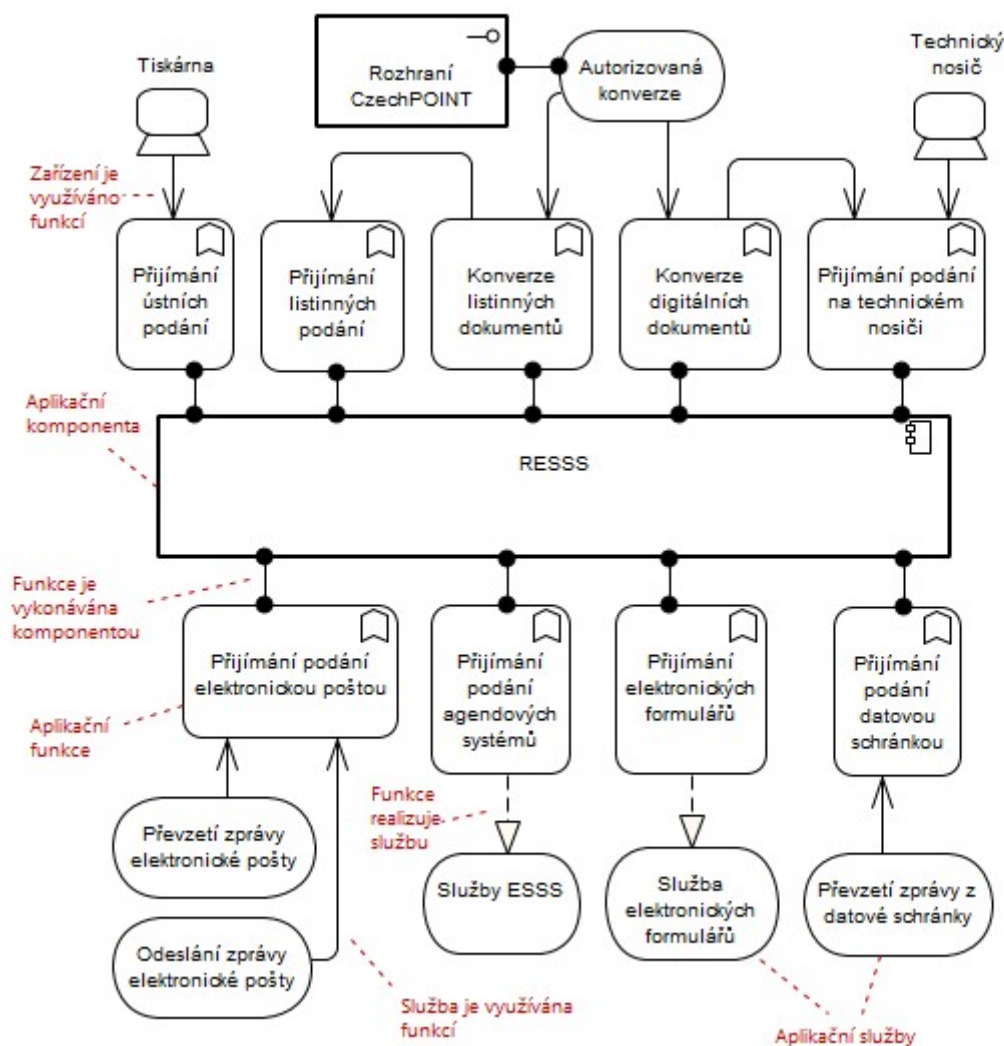 Tiskárna
Rozhraní
CzechPOINT
Autorizovaná
konverze
Technický
nosič
Zařízení je
využíváno
funkcí
Přijímání
ústních
podání
Přijímání
listinných
podání
Konverze
listinných
dokumentů
Konverze
digitálních
dokumentů
Přijímání podání
na technickém
nosiči
Aplikační
komponenta
RESSS
Funkce je
vykonávána
komponentou
Přijímání podání
elektronickou poštou
Přijímání
podání
agendových
systémů
Přijímání
elektronických
formulářů
Přijímání
podání
datovou
schránkou
Aplikační
funkce
Funkce
realizuje
službu
Převzetí zprávy
elektronické pošty
Služby ESSS
Služba
elektronických
formulářů
Převzetí zprávy z
datové schránky
Odeslání zprávy
elektronické pošty
Služba je využívána
funkcí
Aplikační služby